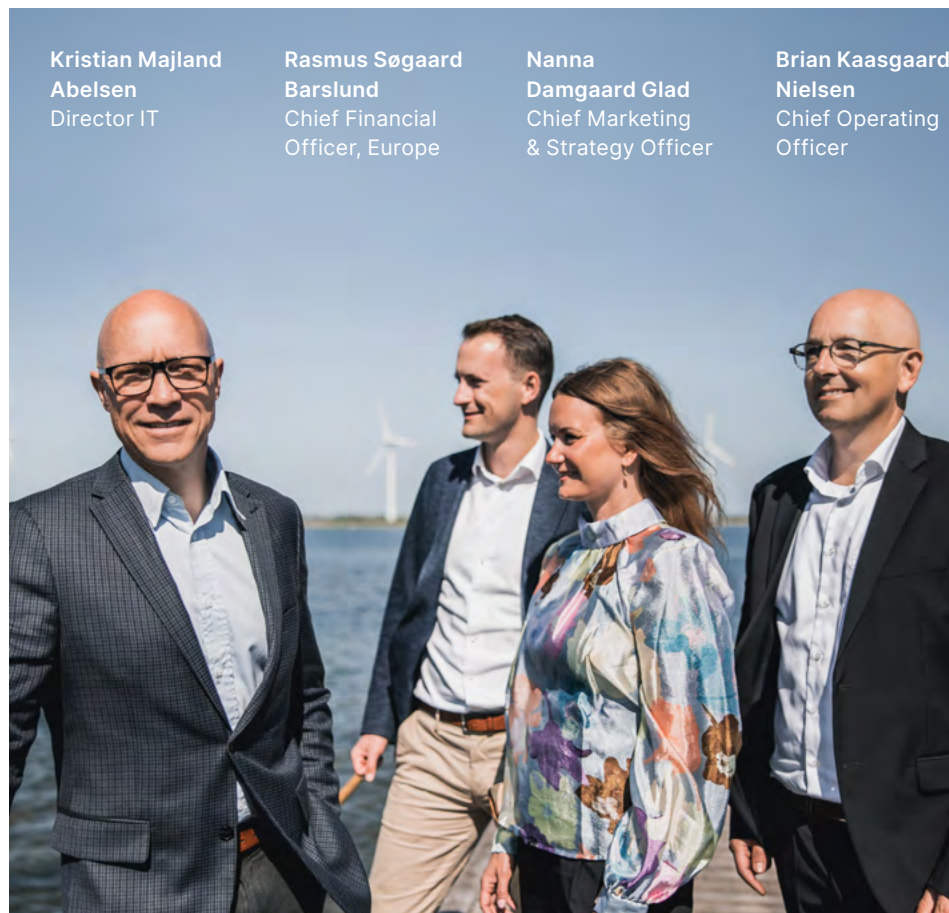 Kristian Majland
Abelsen
Director IT
Rasmus Søgaard
Barslund
Chief Financial
Officer, Europe
Nanna
Damgaard Glad
Chief Marketing
& Strategy Officer
Brian Kaasgaard
Nielsen
Chief Operating
Officer